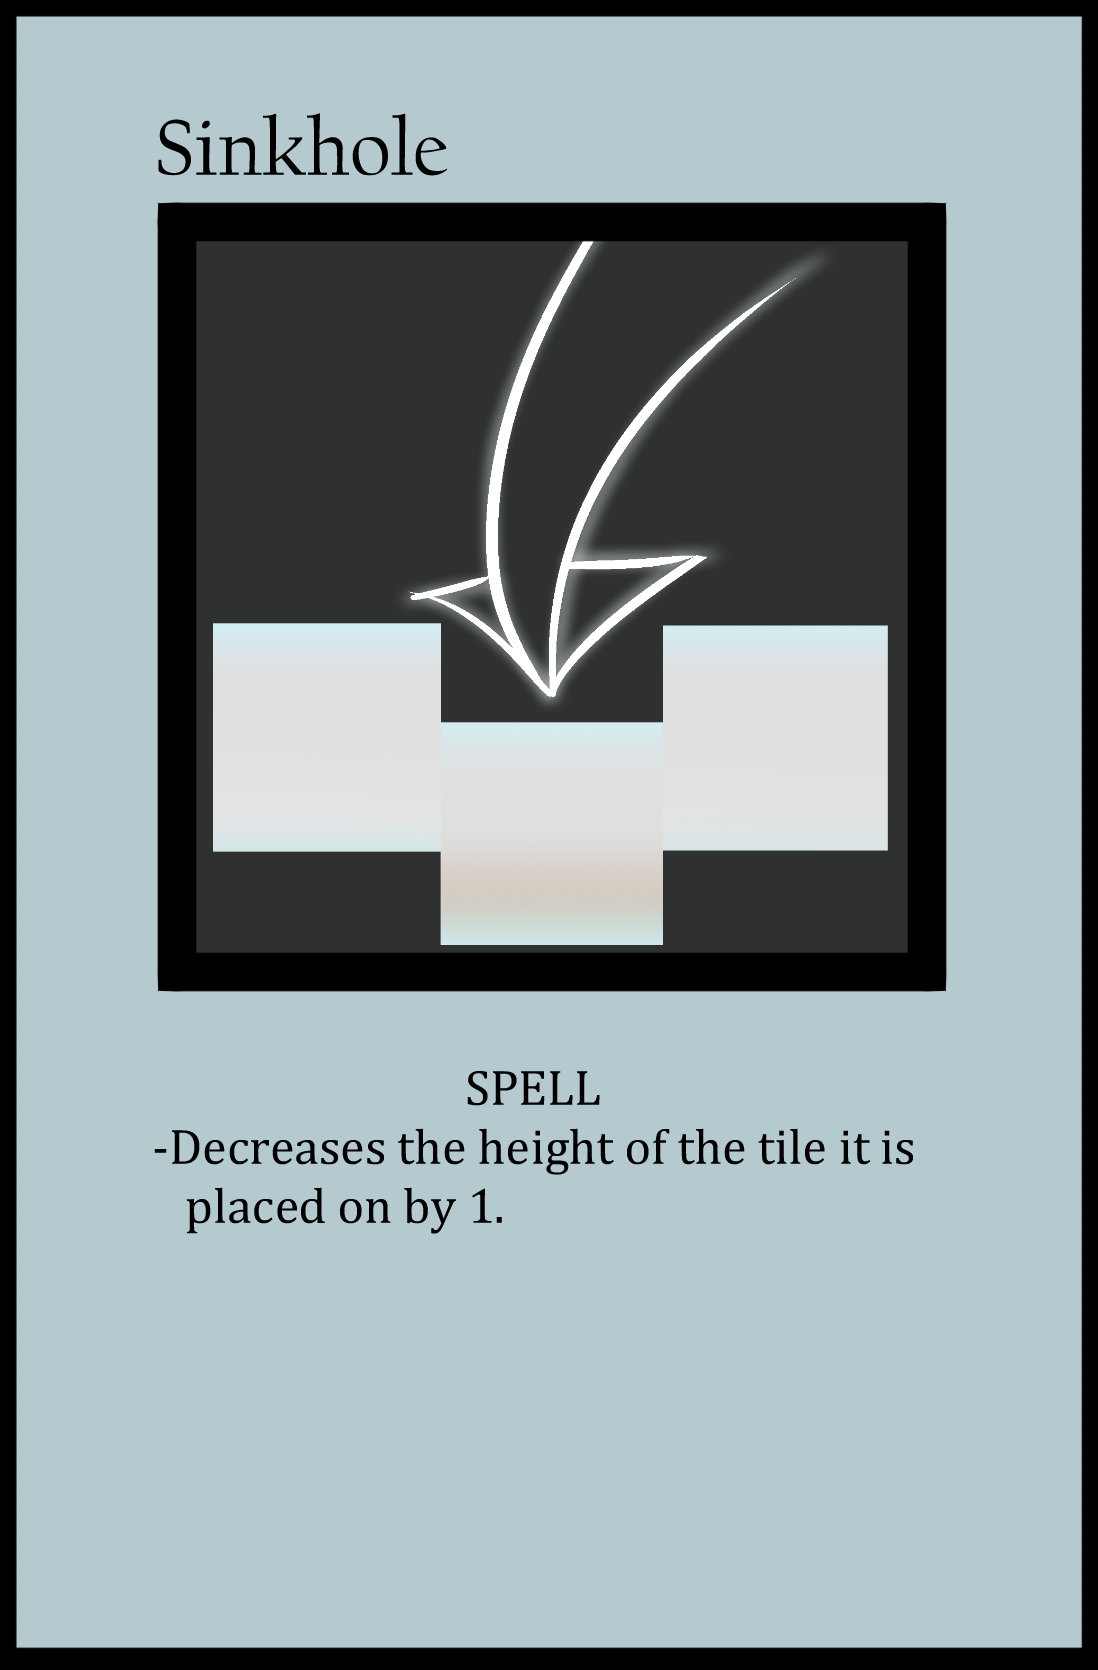 Sinkhole
SPELL
-Decreases the height of the tile it is
placed on by 1.